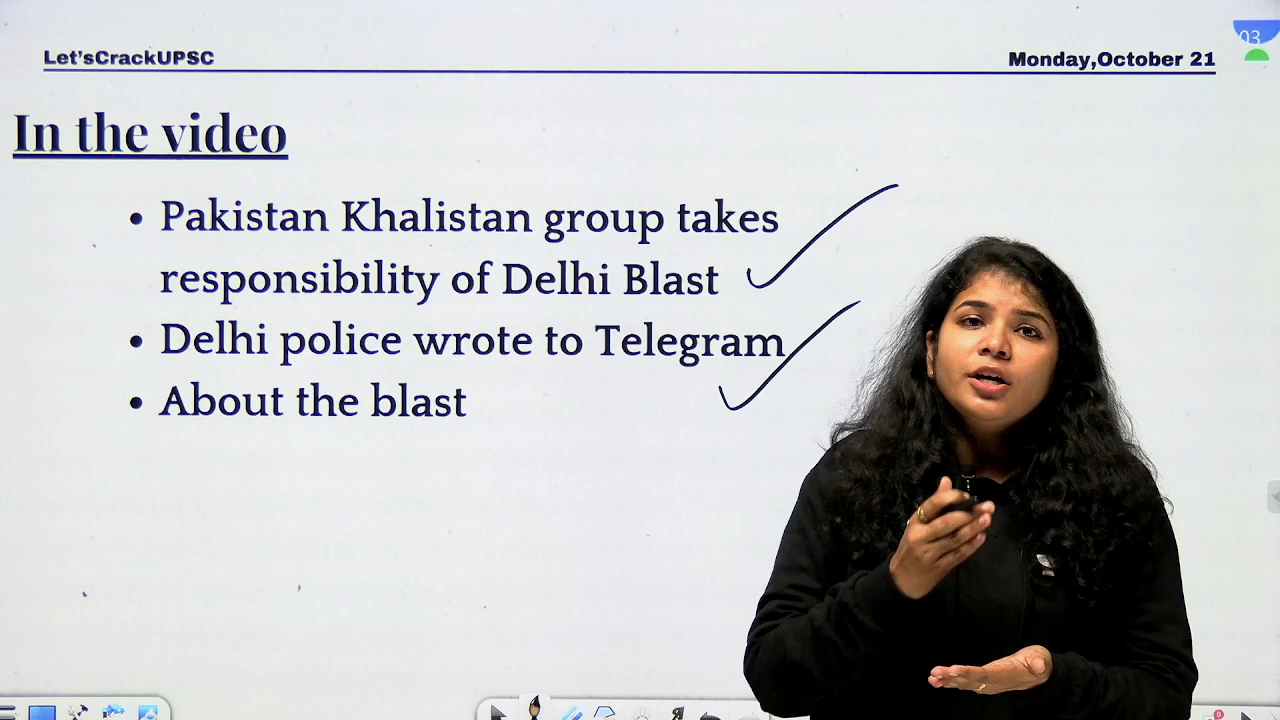 Let'sCrackUPSC
Monday,October 21
03
In the video
• Pakistan Khalistan group takes
responsibility of Delhi Blast
• Delhi police wrote to Telegram
• About the blast